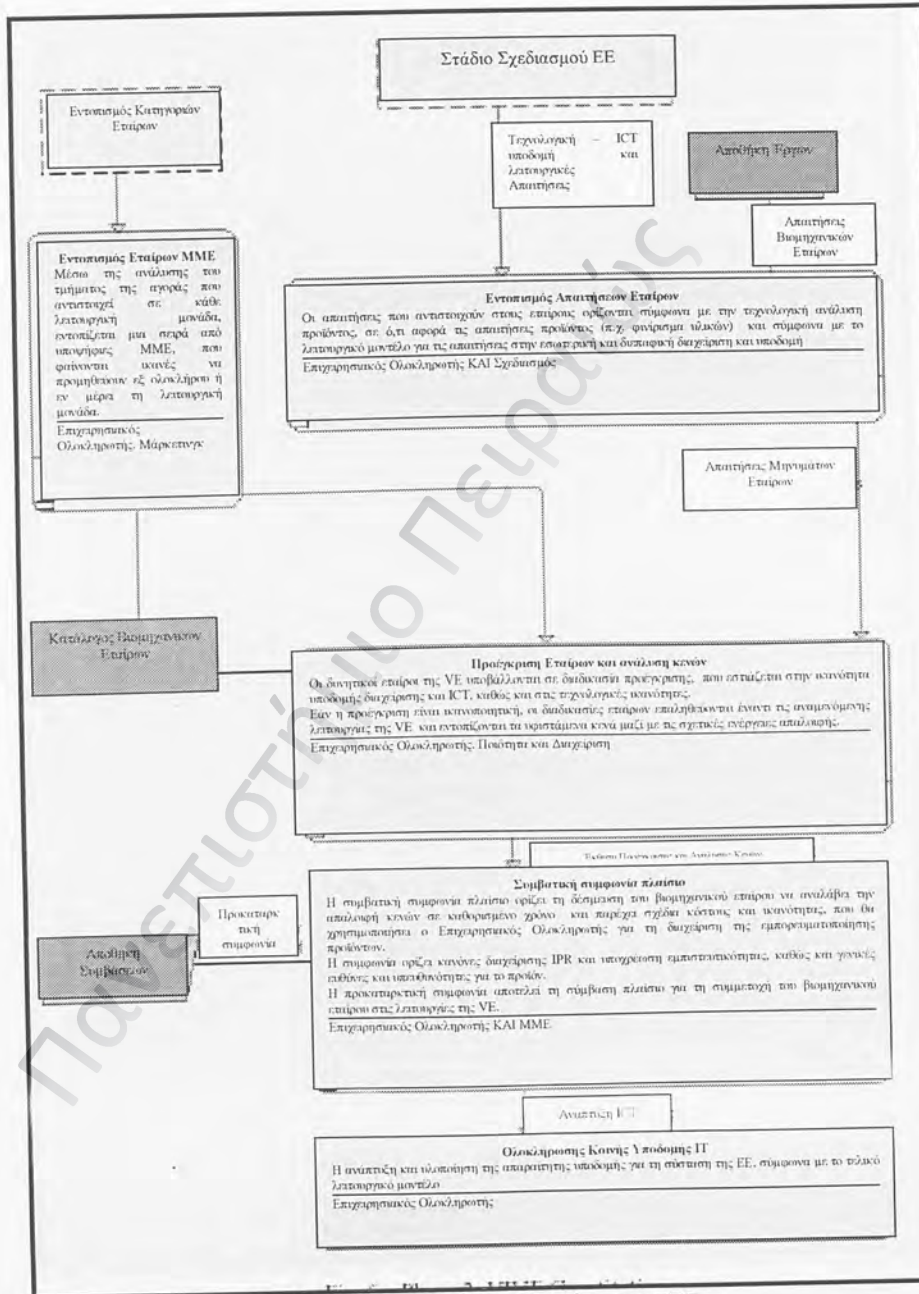 Στάδιο Σχεδιασμού ΕΕ
Εντοπισμός Κατηγοριών
Εταίρων
Τεχνολογική – ICT
υποδομή και
λειτουργικές
Απαιτήσεις
Αποθήκη Έργων
Απαιτήσεις
Βιομηχανικών
Εταίρων
Εντοπισμός Εταίρων ΜΜΕ
Μέσω της ανάλυσης του
τμήματος της αγοράς που
αντιστοιχεί σε κάθε
λειτουργική μονάδα,
εντοπίζεται μια σειρά από
υποψήφιες ΜΜΕ, που
φαίνονται ικανές να
προμηθεύουν εξ ολοκλήρου ή
εν μέρει τη λειτουργική
μονάδα.
Επιχειρησιακός
Ολοκληρωτής, Μάρκετινγκ
Εντοπισμός Απαιτήσεων Εταίρων
Οι απαιτήσεις που αντιστοιχούν στους εταίρους ορίζονται σύμφωνα με την τεχνολογική ανάλυση
προϊόντος, σε ό,τι αφορά τις απαιτήσεις προϊόντος (π.χ. φινίρισμα υλικών) και σύμφωνα με το
λειτουργικό μοντέλο για τις απαιτήσεις στην εσωτερική και διεπαφική διαχείριση και υποδομή
Επιχειρησιακός Ολοκληρωτής ΚΑΙ Σχεδιασμός
Απαιτήσεις Μηνυμάτων
Εταίρων
Κατάλογος Βιομηχανικών
Εταίρων
Προέγκριση Εταίρων και ανάλυση κενών
Οι δυνητικοί εταίροι της VE υποβάλλονται σε διαδικασία προέγκρισης, που εστιάζεται στην ικανότητα
υποδομής διαχείρισης και ICT, καθώς και στις τεχνολογικές ικανότητες.
Εάν η προέγκριση είναι ικανοποιητική, οι διαδικασίες εταίρων επαληθεύονται έναντι τις αναμενόμενης
λειτουργίας της VE και εντοπίζονται τα υφιστάμενα κενά μαζί με τις σχετικές ενέργειες απαλοιφής.
Επιχειρησιακός Ολοκληρωτής, Ποιότητα και Διαχείριση
Έκθεση Προέγκρισης και Ανάλυσης Κενών
Προκαταρκ
τική
συμφωνία
Αποθήκη
Συμβάσεων
Συμβατική συμφωνία πλαίσιο
Η συμβατική συμφωνία πλαίσιο ορίζει τη δέσμευση του βιομηχανικού εταίρου να αναλάβει την
απαλοιφή κενών σε καθορισμένο χρόνο και παρέχει σχέδια κόστους και ικανότητας, που θα
χρησιμοποιήσει ο Επιχειρησιακός Ολοκληρωτής για τη διαχείριση της εμπορευματοποίησης
προϊόντων.
Η συμφωνία ορίζει κανόνες διαχείρισης IPR και υποχρέωση εμπιστευτικότητας, καθώς και γενικές
ευθύνες και υπευθυνότητες για το προϊόν.
Η προκαταρκτική συμφωνία αποτελεί τη σύμβαση πλαίσιο για τη συμμετοχή του βιομηχανικού
εταίρου στις λειτουργίες της VE.
Επιχειρησιακός Ολοκληρωτής ΚΑΙ ΜΜΕ
Ανάπτυξη ICT
Ολοκλήρωσης Κοινής Υποδομής ΙΤ
Η ανάπτυξη και υλοποίηση της απαραίτητης υποδομής για τη σύσταση της ΕΕ, σύμφωνα με το τελικό
λειτουργικό μοντέλο
Επιχειρησιακός Ολοκληρωτής
Πανεπιστήμιο Πειραιώς